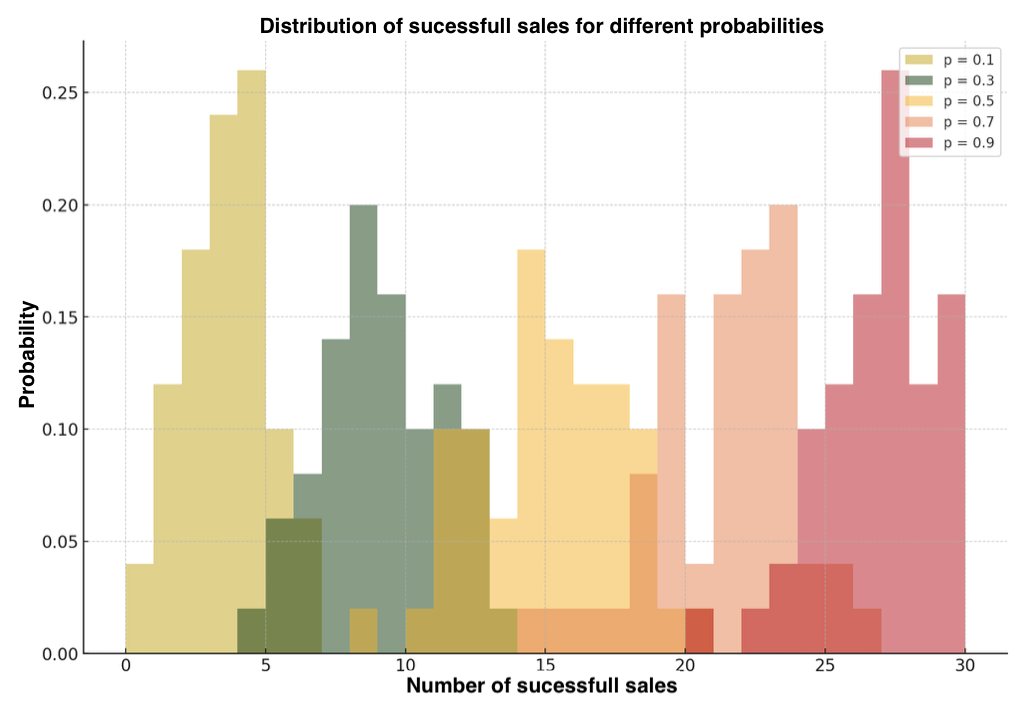 Distribution of sucessfull sales for different probabilities
p = 0.1
p = 0.3
p = 0.5
p = 0.7
p = 0.9
0.25
0.20
0.15
0.10
0.05
0.00
Probability
0 5 10 15 20 25 30
Number of sucessfull sales